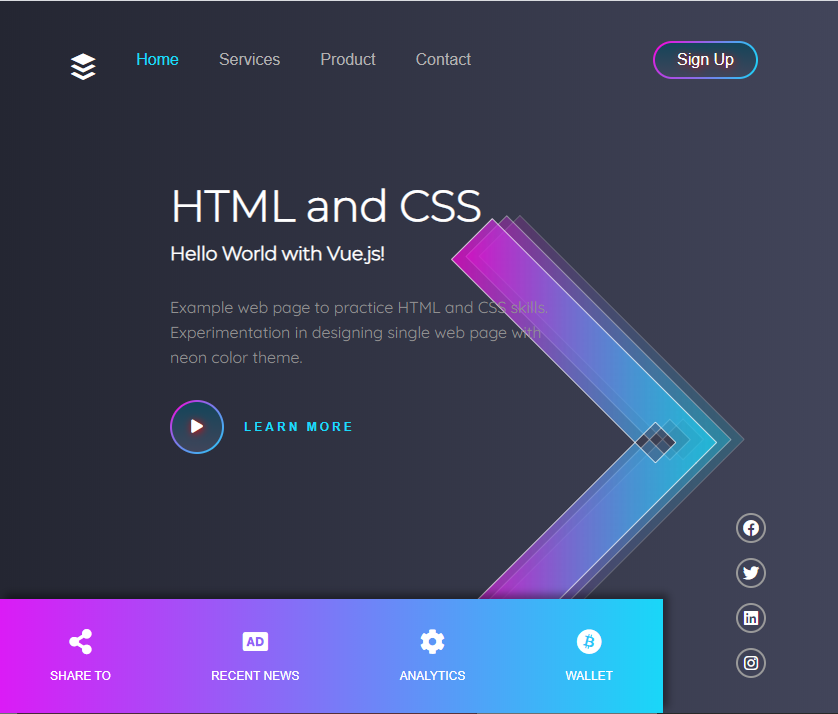 Home
Services
Product
Contact
Sign Up
HTML and CSS
Hello World with Vue.js!
Example web page to practice HTML and CSS skills.
Experimentation in designing single web page with
neon color theme.
LEARN MORE
AD
SHARE TO
RECENT NEWS
ANALYTICS
WALLET